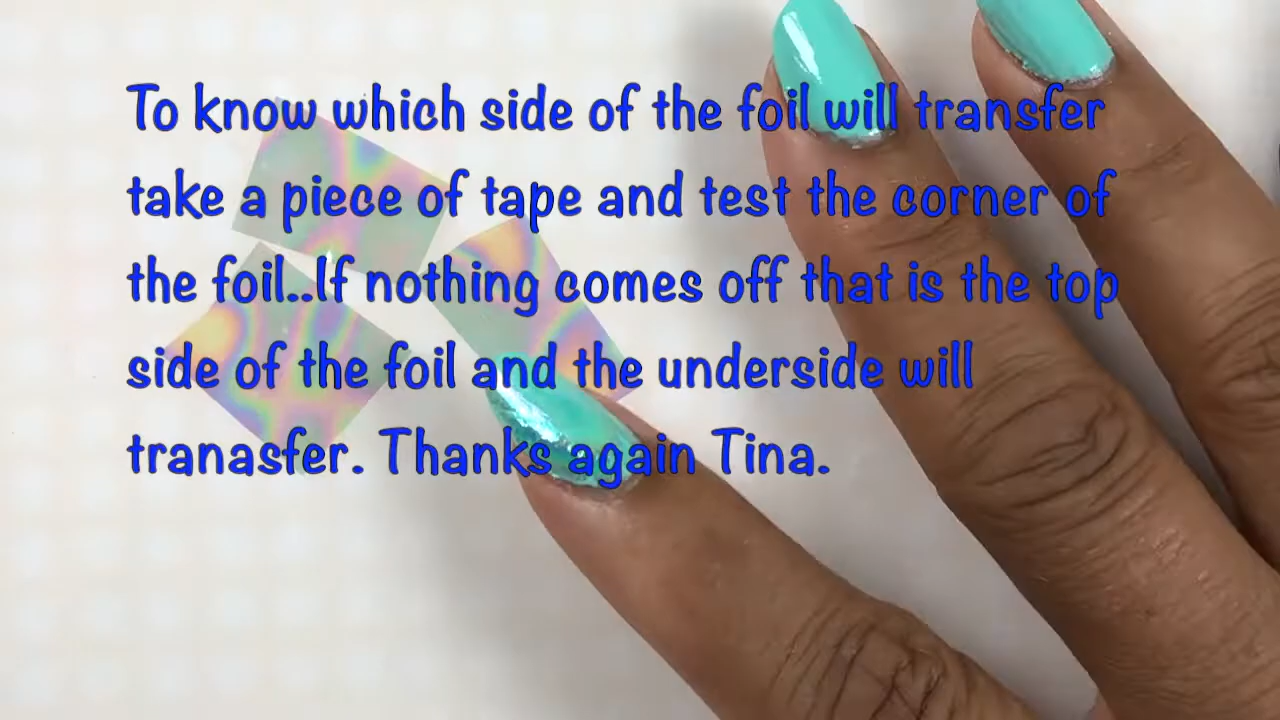 To know which side of the foil will transfer
take a piece of tape and test the corner of
the foil..If nothing comes off that is the top
side of the foil and the underside will
tranasfer. Thanks again Tina.